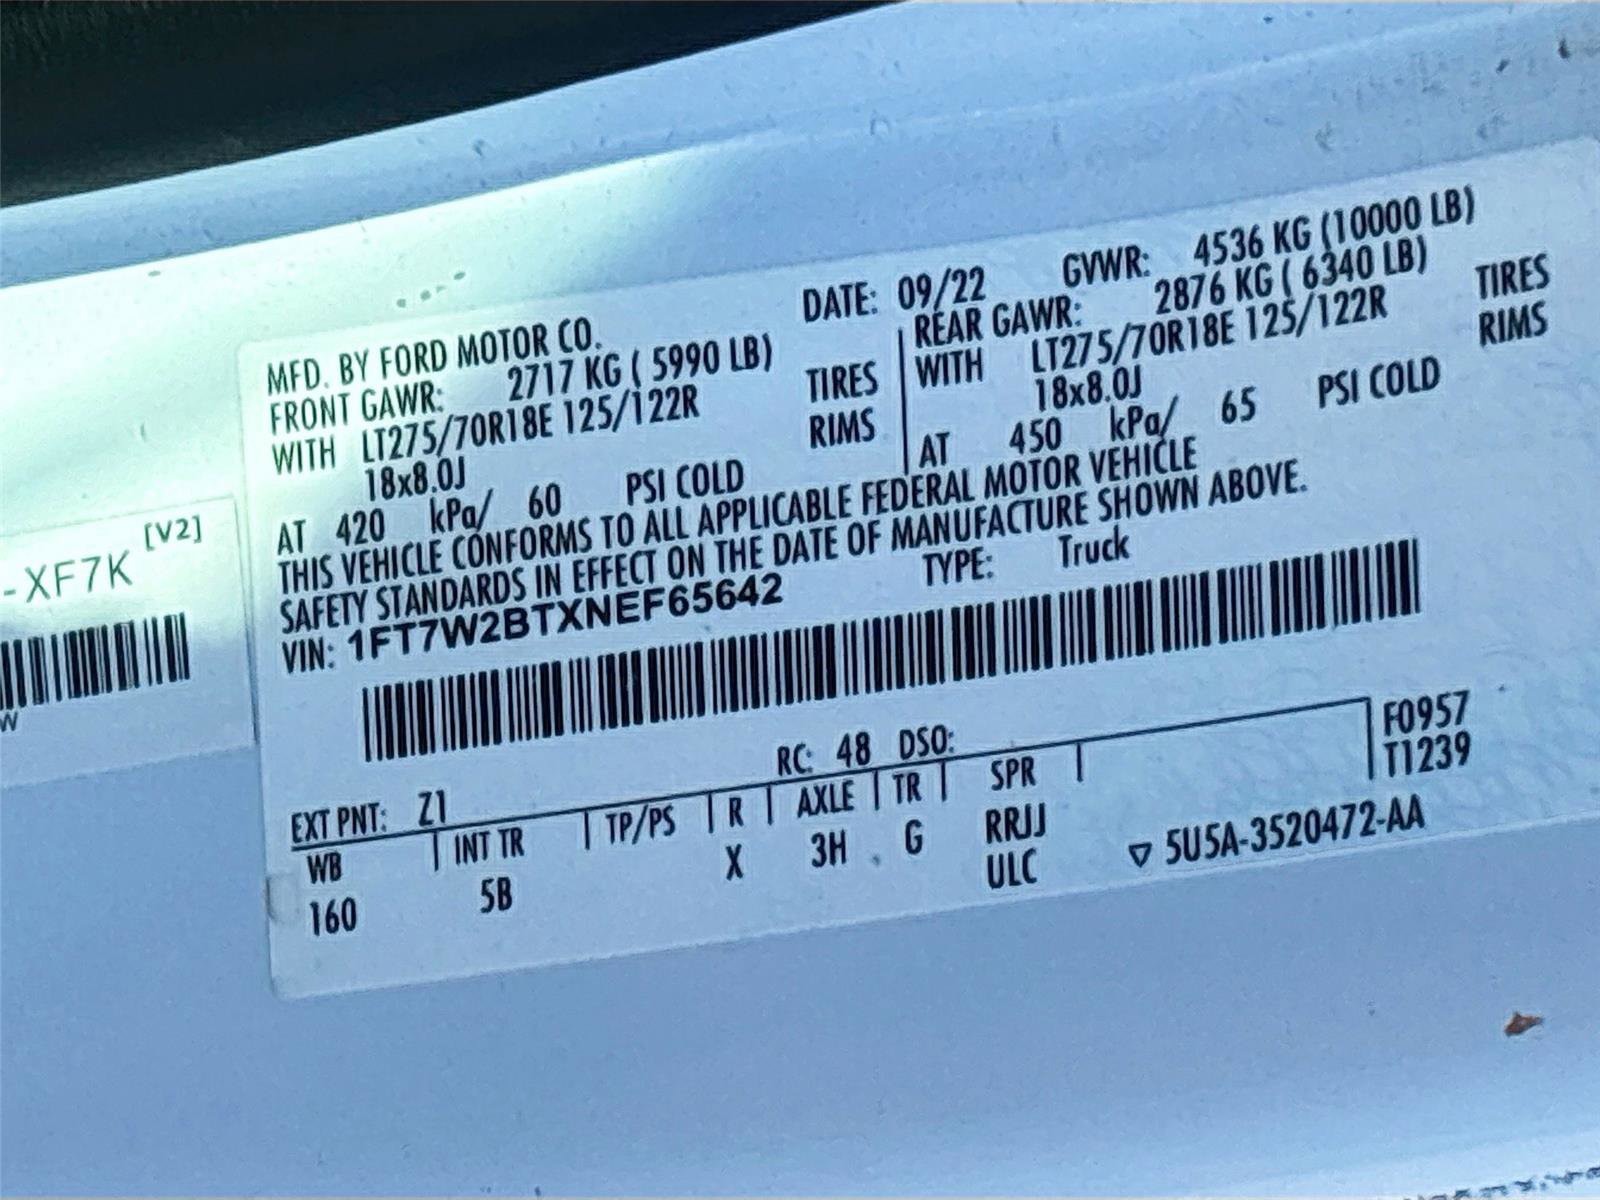 MFD. BY FORD MOTOR CO. DATE: 09/22 GVWR: 4536 KG (10000 LB)
FRONT GAWR: 2717 KG ( 5990 LB) REAR GAWR: 2876 KG ( 6340 LB)
WITH LT275/70R18E 125/122R TIRES WITH LT275/70R18E 125/122R TIRES
18x8.0J RIMS 18x8.0J RIMS
AT 420 kPa/ 60 PSI COLD AT 450 kPa/ 65 PSI COLD
THIS VEHICLE CONFORMS TO ALL APPLICABLE FEDERAL MOTOR VEHICLE
SAFETY STANDARDS IN EFFECT ON THE DATE OF MANUFACTURE SHOWN ABOVE.
VIN: 1FT7W2BTXNEF65642 TYPE: Truck
[V2]
-XF7K
W
F0957
T1239
EXT PNT: Z1 RC: 48 DSO:
WB INT TR TP/PS R AXLE TR SPR
160 5B X 3H G RRJJ
ULC
5U5A-3520472-AA